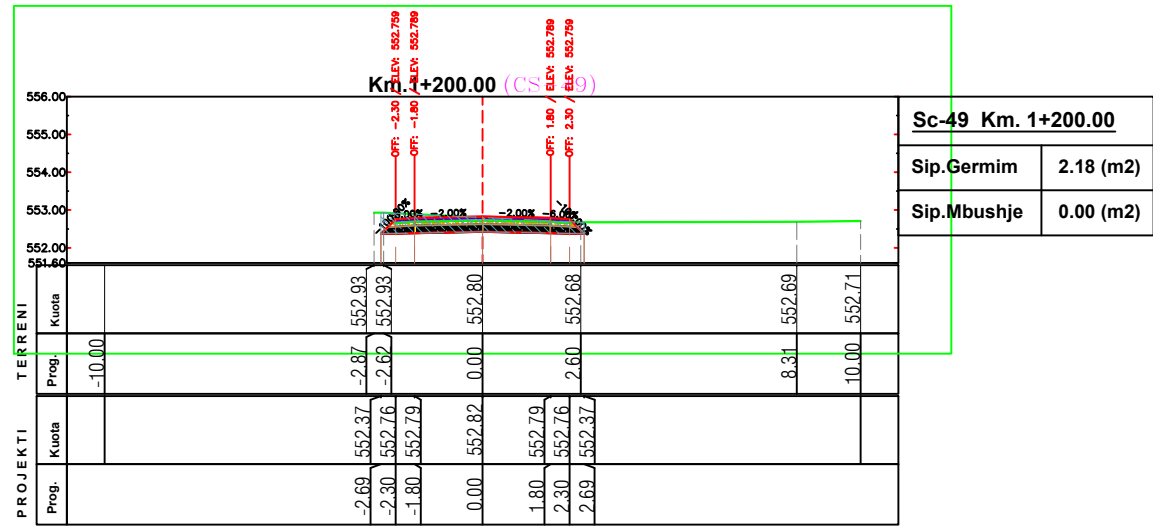 OFF: -2.30 / ELEV: 552.759
OFF: -1.80 / ELEV: 552.789
OFF: 1.80 / ELEV: 552.789
OFF: 2.30 / ELEV: 552.759
Km.1+200.00 (CS-49)
556.00
555.00
554.00
553.00
552.00
551.60
-2.00% -2.00% -6.00%
Sc-49 Km. 1+200.00
Sip.Germim 2.18 (m2)
Sip.Mbushje 0.00 (m2)
TERRENI
Kuota 552.93 552.93 552.80 552.68 552.69 552.71
Prog. -10.00 -2.87 -2.62 0.00 2.60 8.31 10.00
PROJEKTI
Kuota 552.37 552.76 552.79 552.82 552.79 552.76 552.37
Prog. -2.69 -2.30 -1.80 0.00 1.80 2.30 2.69